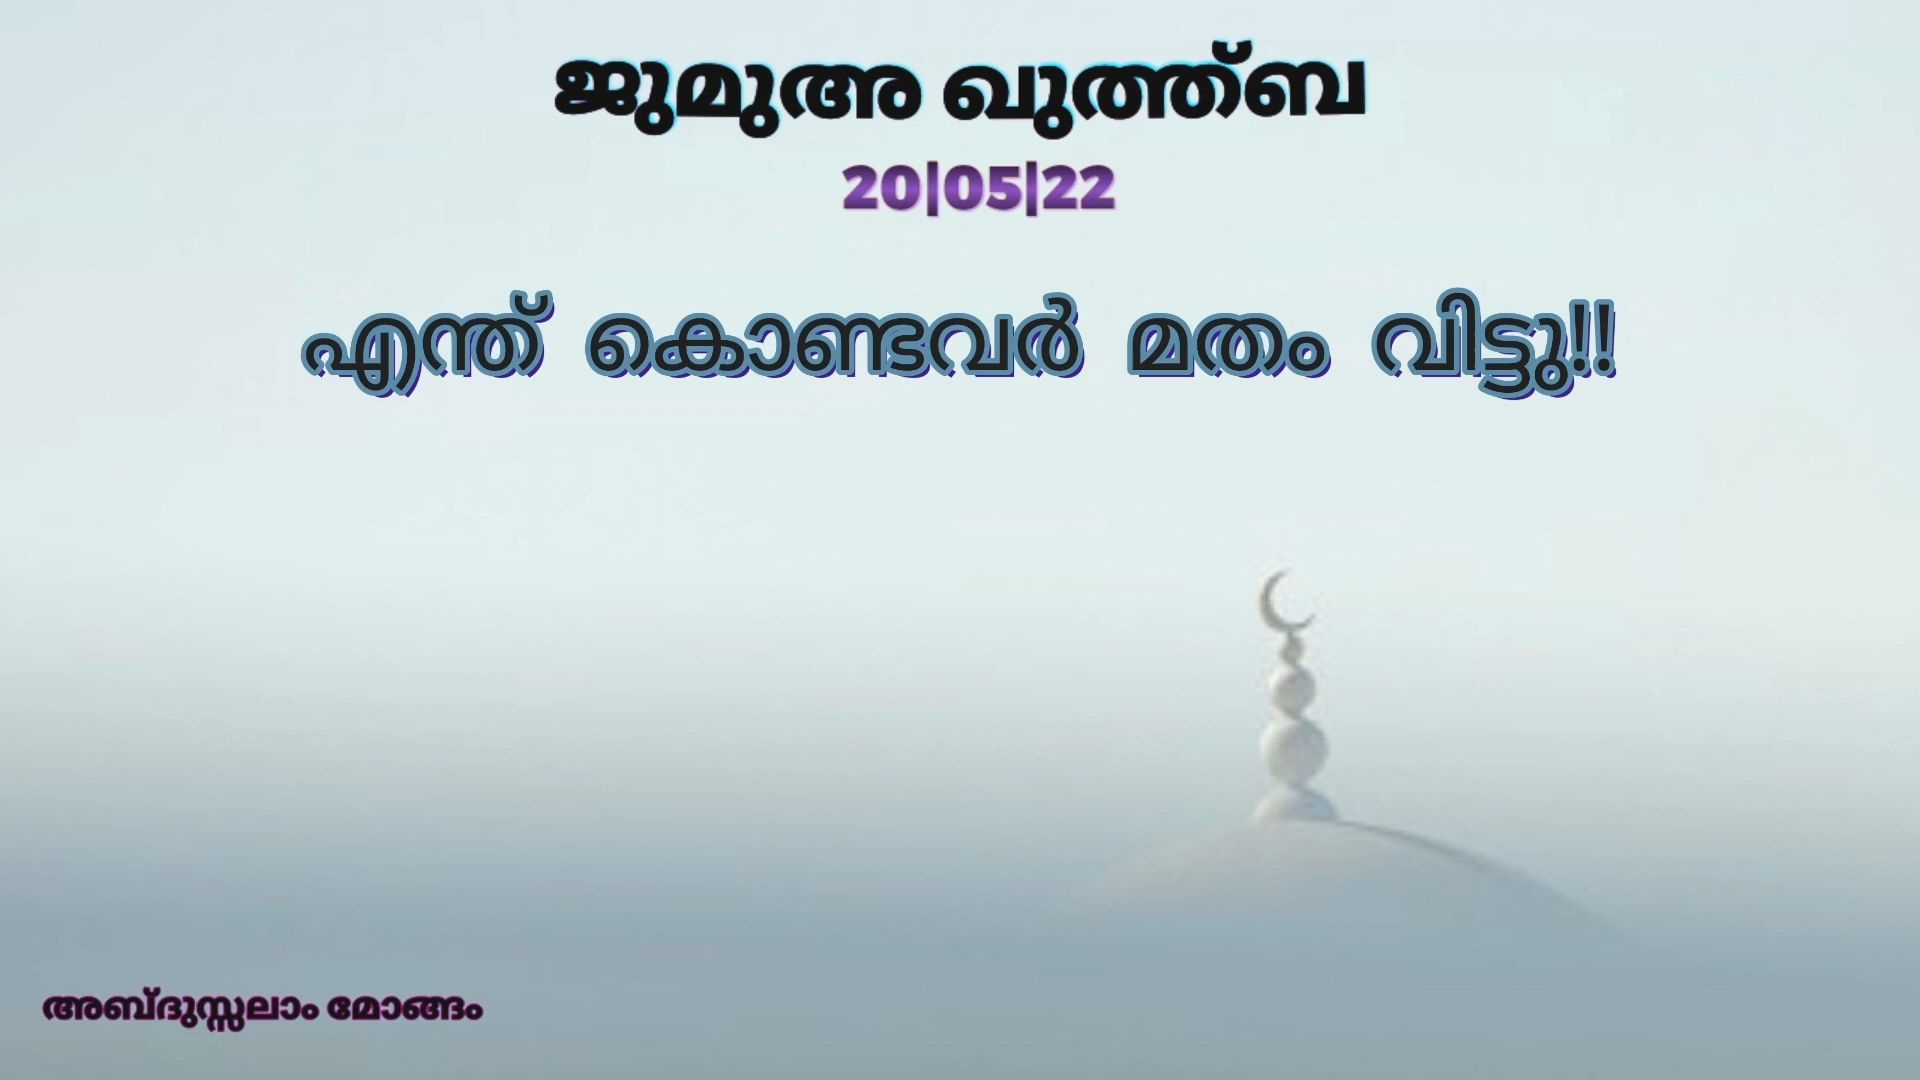 ജുമുഅ ഖുത്ത്ബ
20|05|22
എന്ത് കൊണ്ടവർ മതം വിട്ടു!!
അബ്ദുസ്സലാം മോങ്ങം